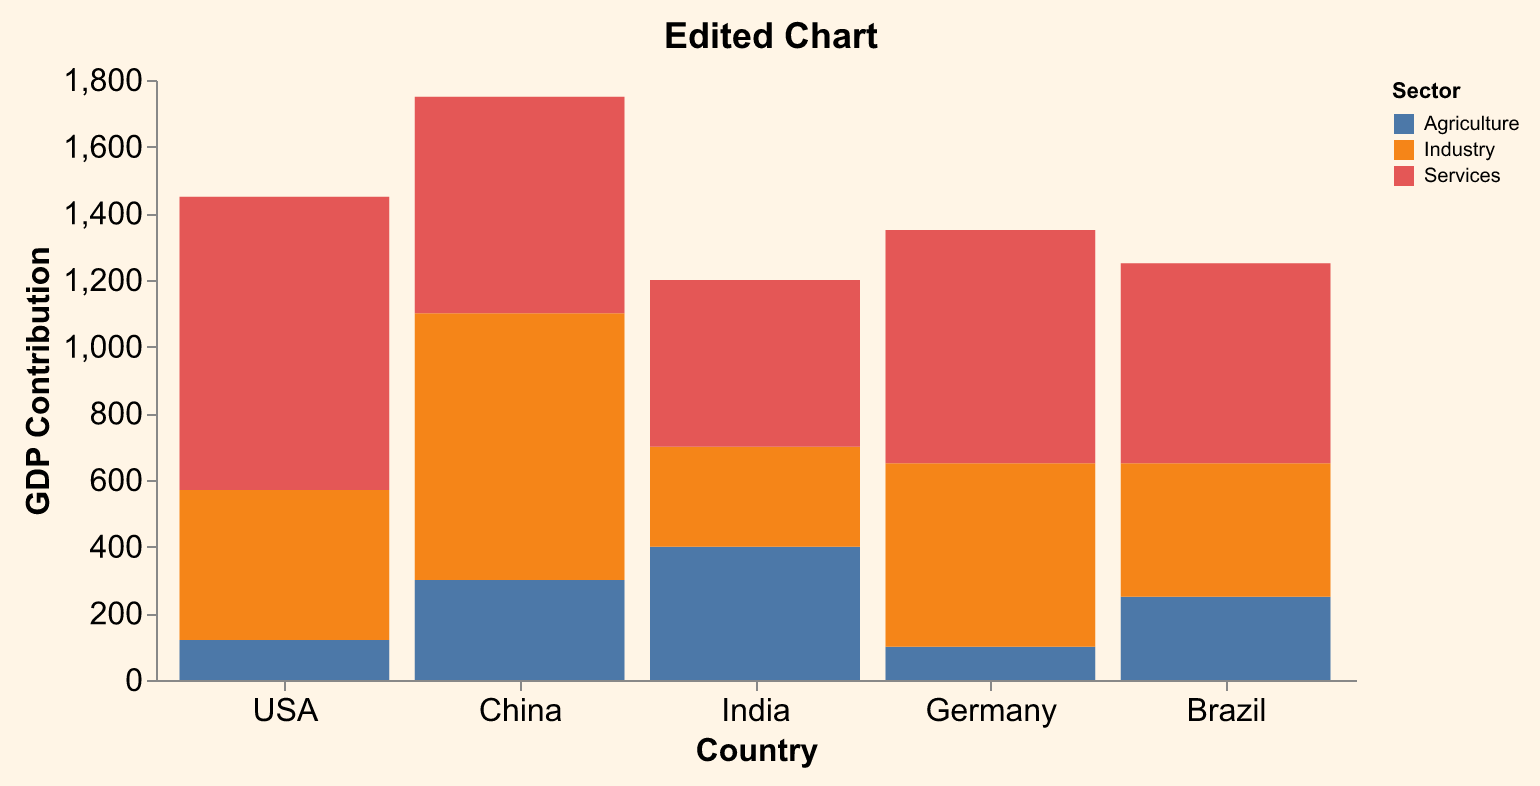 Edited Chart
GDP Contribution
1,800
1,600
1,400
1,200
1,000
800
600
400
200
0
USA
China
India
Germany
Brazil
Country
Sector
Agriculture
Industry
Services